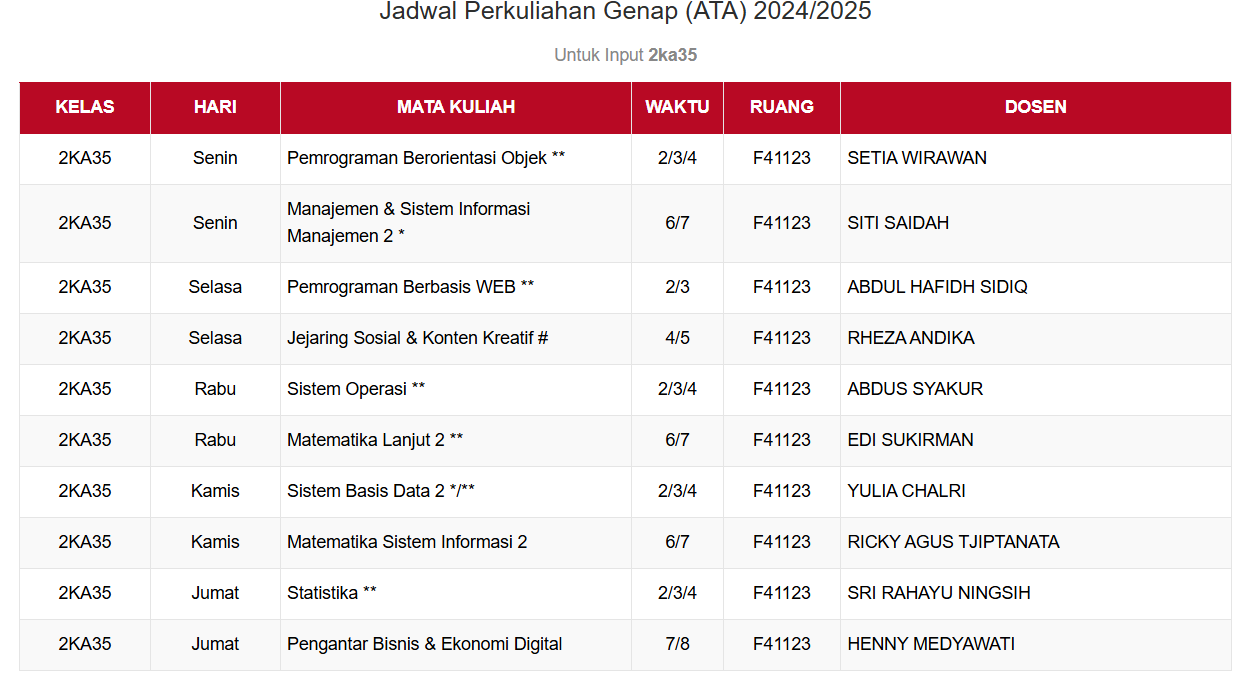 Jadwal Perkuliahan Genap (ATA) 2024/2025
Untuk Input 2ka35
KELAS HARI MATA KULIAH WAKTU RUANG DOSEN
2KA35 Senin Pemrograman Berorientasi Objek ** 2/3/4 F41123 SETIA WIRAWAN
2KA35 Senin Manajemen & Sistem Informasi
Manajemen 2 * 6/7 F41123 SITI SAIDAH
2KA35 Selasa Pemrograman Berbasis WEB ** 2/3 F41123 ABDUL HAFIDH SIDIQ
2KA35 Selasa Jejaring Sosial & Konten Kreatif # 4/5 F41123 RHEZA ANDIKA
2KA35 Rabu Sistem Operasi ** 2/3/4 F41123 ABDUS SYAKUR
2KA35 Rabu Matematika Lanjut 2 ** 6/7 F41123 EDI SUKIRMAN
2KA35 Kamis Sistem Basis Data 2 */** 2/3/4 F41123 YULIA CHALRI
2KA35 Kamis Matematika Sistem Informasi 2 6/7 F41123 RICKY AGUS TJIPTANATA
2KA35 Jumat Statistika ** 2/3/4 F41123 SRI RAHAYU NINGSIH
2KA35 Jumat Pengantar Bisnis & Ekonomi Digital 7/8 F41123 HENNY MEDYAWATI